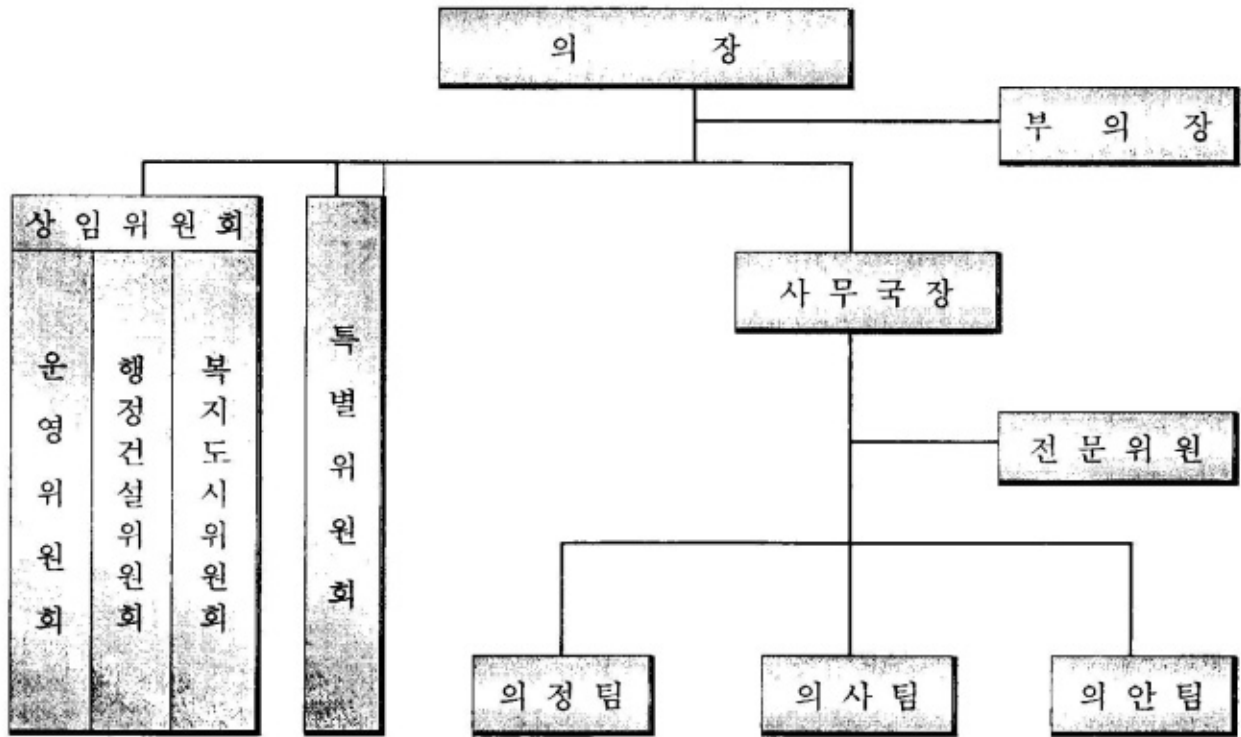 의 장
부 의 장
상 임 위 원 회
운영위원회
행정건설위원회
복지도시위원회
특별위원회
사 무 국 장
전 문 위 원
의 정 팀
의 사 팀
의 안 팀